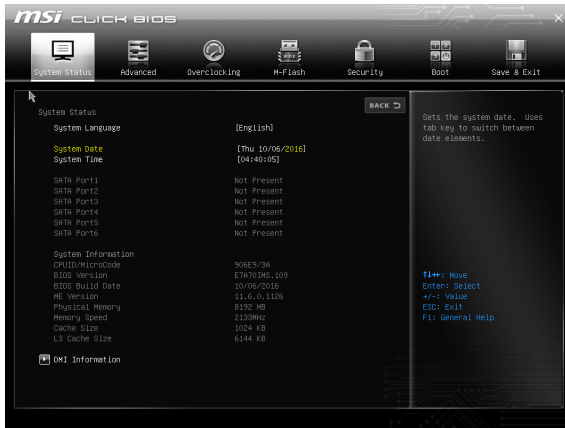 msi CLICK BIOS
System Status Advanced Overclocking M-Flash Security Boot Save & Exit
System Status
BACK
System Language [English]
System Date [Thu 10/06/2016]
System Time [04:40:05]
SATA Port1 Not Present
SATA Port2 Not Present
SATA Port3 Not Present
SATA Port4 Not Present
SATA Port5 Not Present
SATA Port6 Not Present
System Information
CPUID/MicroCode 906E9/3A
BIOS Version E7A70IMS.109
BIOS Build Date 10/06/2016
ME Version 11.6.0.1126
Physical Memory 8192 MB
Memory Speed 2133MHz
Cache Size 1024 KB
L3 Cache Size 6144 KB
DMI Information
Sets the system date. Uses
tab key to switch between
date elements.
↑↓↔: Move
Enter: Select
+/-: Value
ESC: Exit
F1: General Help